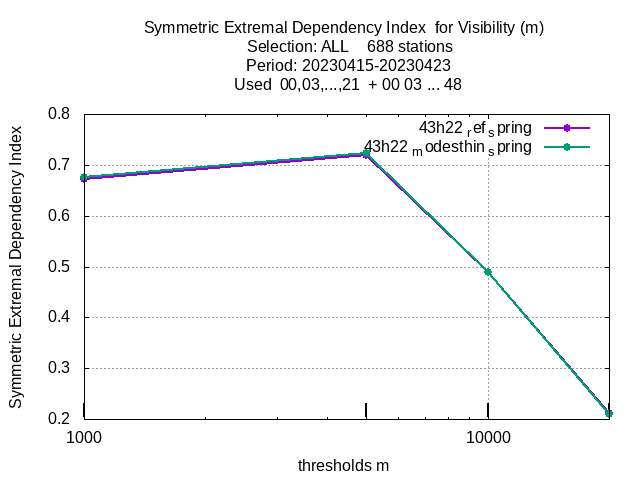 Symmetric Extremal Dependency Index  for Visibility (m)
Selection: ALL    688 stations
Period: 20230415-20230423
Used  00,03,...,21  + 00 03 ... 48
Symmetric Extremal Dependency Index
0.8
0.7
0.6
0.5
0.4
0.3
0.2
43h22 ref spring
43h22 modesthin spring
1000
10000
thresholds m